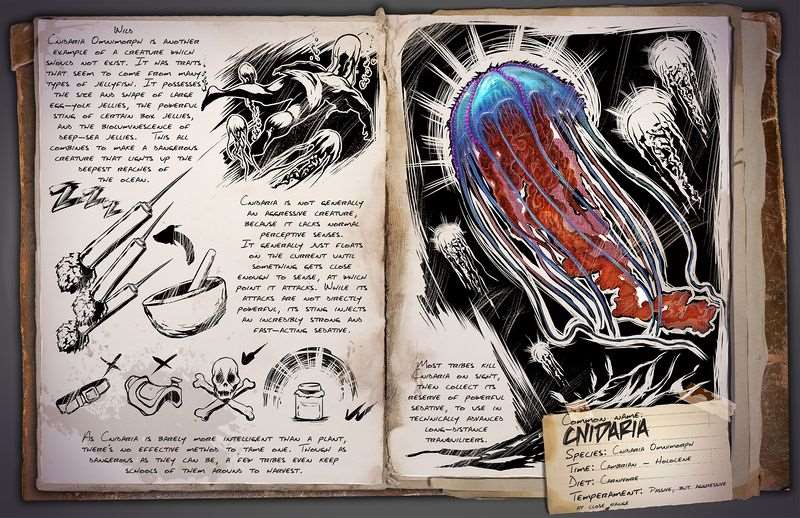 Wild
Cnidaria Omnimorph is another
example of a creature which
should not exist. It has traits
that seem to come from many
types of jellyfish. It possesses
the size and shape of large
egg-yolk jellies, the powerful
sting of certain box jellies,
and the bioluminescence of
deep-sea jellies. This all
combines to make a dangerous
creature that lights up the
deepest reaches of
the ocean.
Cnidaria is not generally
an aggressive creature,
because it lacks normal
perceptive senses.
It generally just floats
on the current until
something gets close
enough to sense, at which
point it attacks. While its
attacks are not directly
powerful, its sting injects
an incredibly strong and
fast-acting sedative.
ZZZZ
As Cnidaria is barely more intelligent than a plant,
there's no effective method to tame one. Though as
dangerous as they can be, a few tribes even keep
schools of them around to harvest.
Most tribes kill
Cnidaria on sight,
then collect its
reserve of powerful
sedative, to use in
technically advanced
long-distance
tranquilizers.
Common name:
CNIDARIA
Species: Cnidaria Omnimorph
Time: Cambrian - Holocene
Diet: Carnivore
Temperament: Passive, but aggressive
at close range